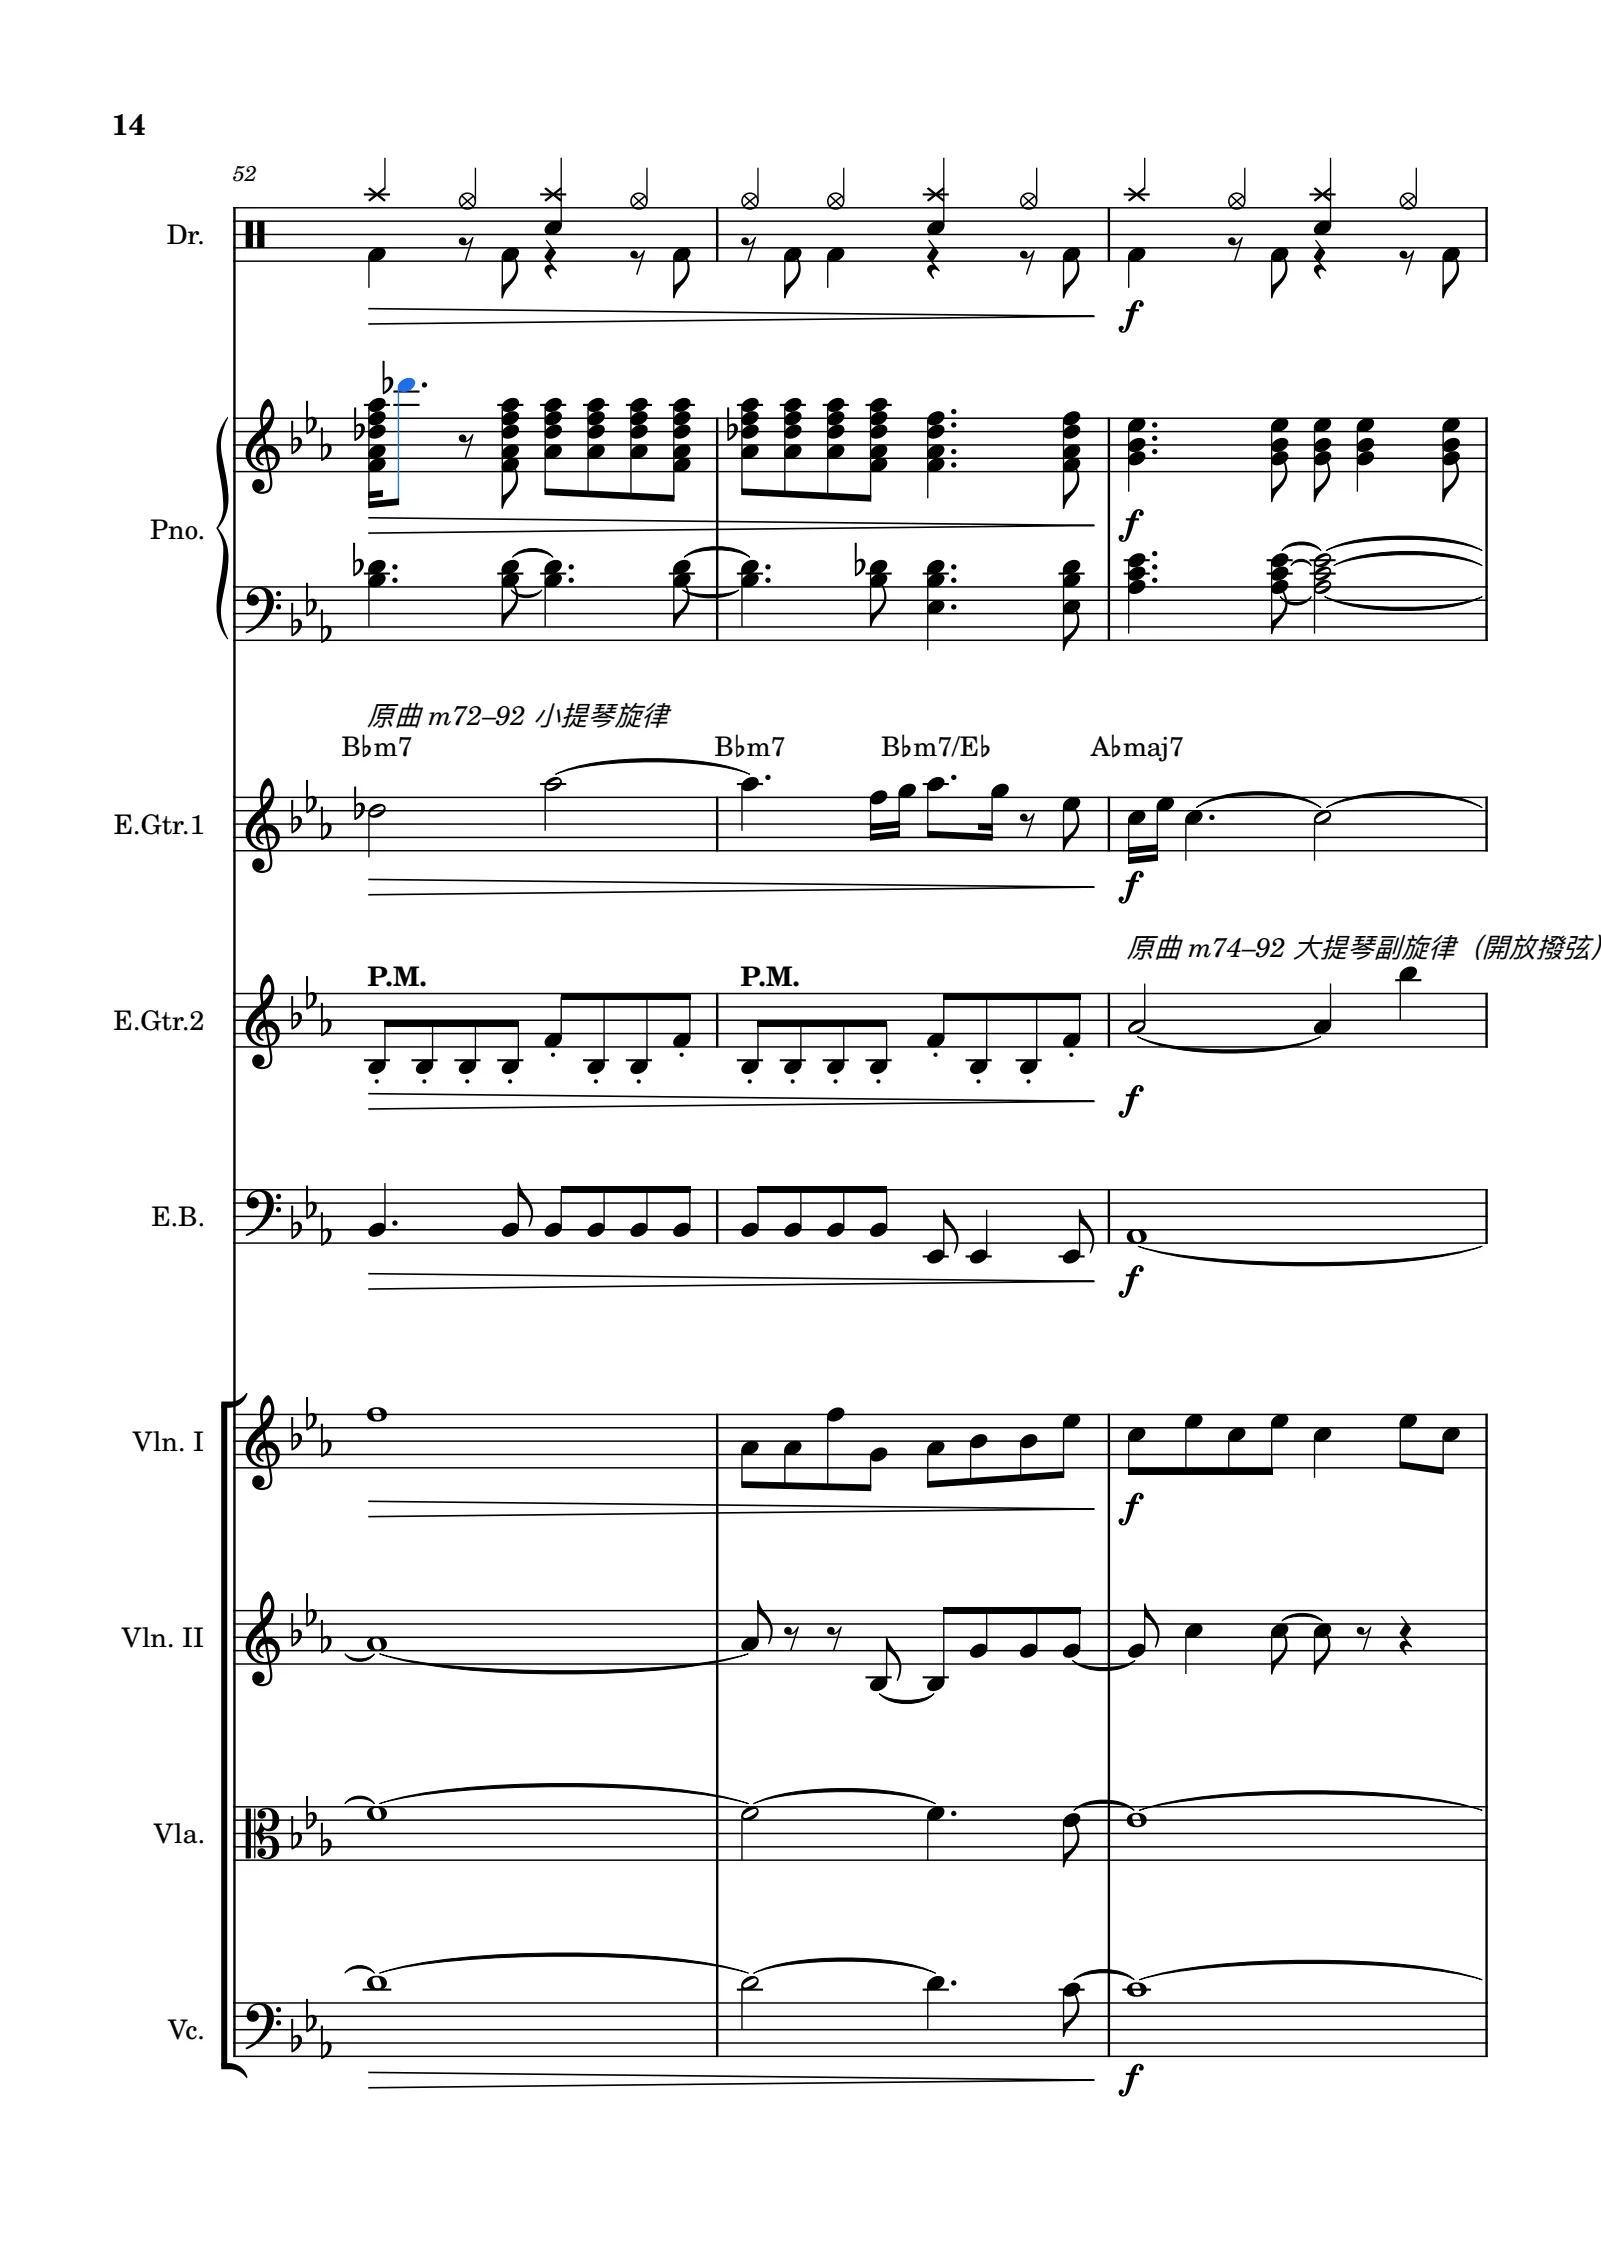 14
52
Dr.
f
Pno.
f
原曲 m72–92 小提琴旋律
B♭m7 B♭m7 B♭m7/E♭ A♭maj7
E.Gtr.1
f
原曲 m74–92 大提琴副旋律（開放撥弦）
P.M. P.M.
E.Gtr.2
f
E.B.
f
Vln. I
f
Vln. II
Vla.
Vc.
f